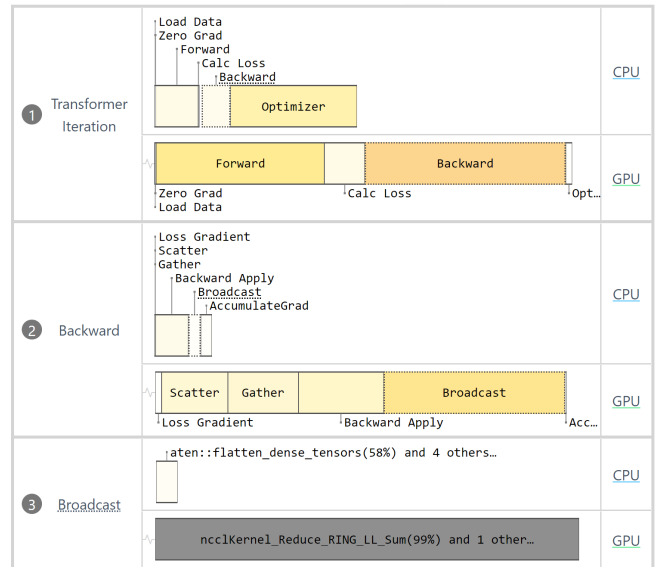 Load Data
Zero Grad
Forward
Calc Loss
Backward
CPU
Optimizer
1 Transformer
Iteration
Forward
Backward
GPU
Zero Grad
Calc Loss
Opt…
Load Data
Loss Gradient
Scatter
Gather
Backward Apply
Broadcast
CPU
AccumulateGrad
2 Backward
Scatter
Gather
Broadcast
GPU
Loss Gradient
Backward Apply
Acc…
aten::flatten_dense_tensors(58%) and 4 others…
CPU
3 Broadcast
ncclKernel_Reduce_RING_LL_Sum(99%) and 1 other…
GPU